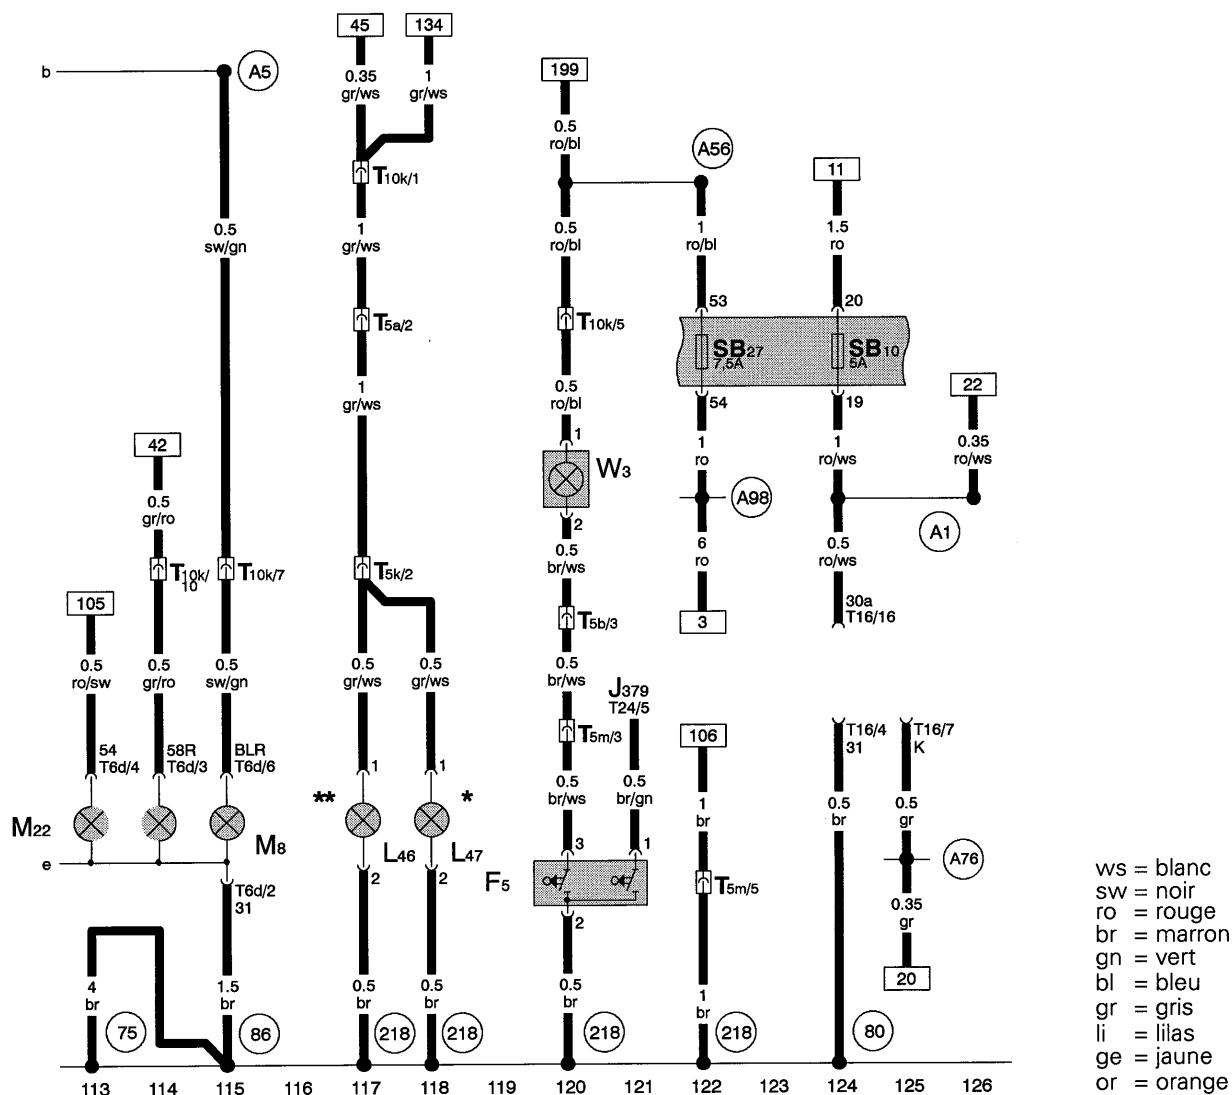 45
134
b
A5
0.35
gr/ws
1
gr/ws
199
0.5
ro/bl
A56
11
T10k/1
0.5
sw/gn
1
gr/ws
0.5
ro/bl
1
ro/bl
1.5
ro
53
20
T5a/2
T10k/5
SB27
7,5A
SB10
5A
1
gr/ws
0.5
ro/bl
54
19
22
42
1
1
ro
1
ro/ws
0.35
ro/ws
W3
0.5
gr/ro
A98
2
A1
T10k/
10
T10k/7
T5k/2
0.5
br/ws
6
ro
0.5
ro/ws
105
T5b/3
3
30a
T16/16
0.5
ro/sw
0.5
gr/ro
0.5
sw/gn
0.5
gr/ws
0.5
gr/ws
0.5
br/ws
J379
T24/5
T5m/3
106
T16/4
31
T16/7
K
54
T6d/4
58R
T6d/3
BLR
T6d/6
1
1
0.5
br/ws
0.5
br/gn
1
br
0.5
br
0.5
gr
**
*
M22
M8
L46
L47
3
1
A76
e
2
2
F5
T5m/5
T6d/2
31
0.35
gr
2
20
4
br
1.5
br
0.5
br
0.5
br
0.5
br
1
br
75
86
218
218
218
218
80
113 114 115 116 117 118 119 120 121 122 123 124 125 126
ws = blanc
sw = noir
ro = rouge
br = marron
gn = vert
bl = bleu
gr = gris
li = lilas
ge = jaune
or = orange